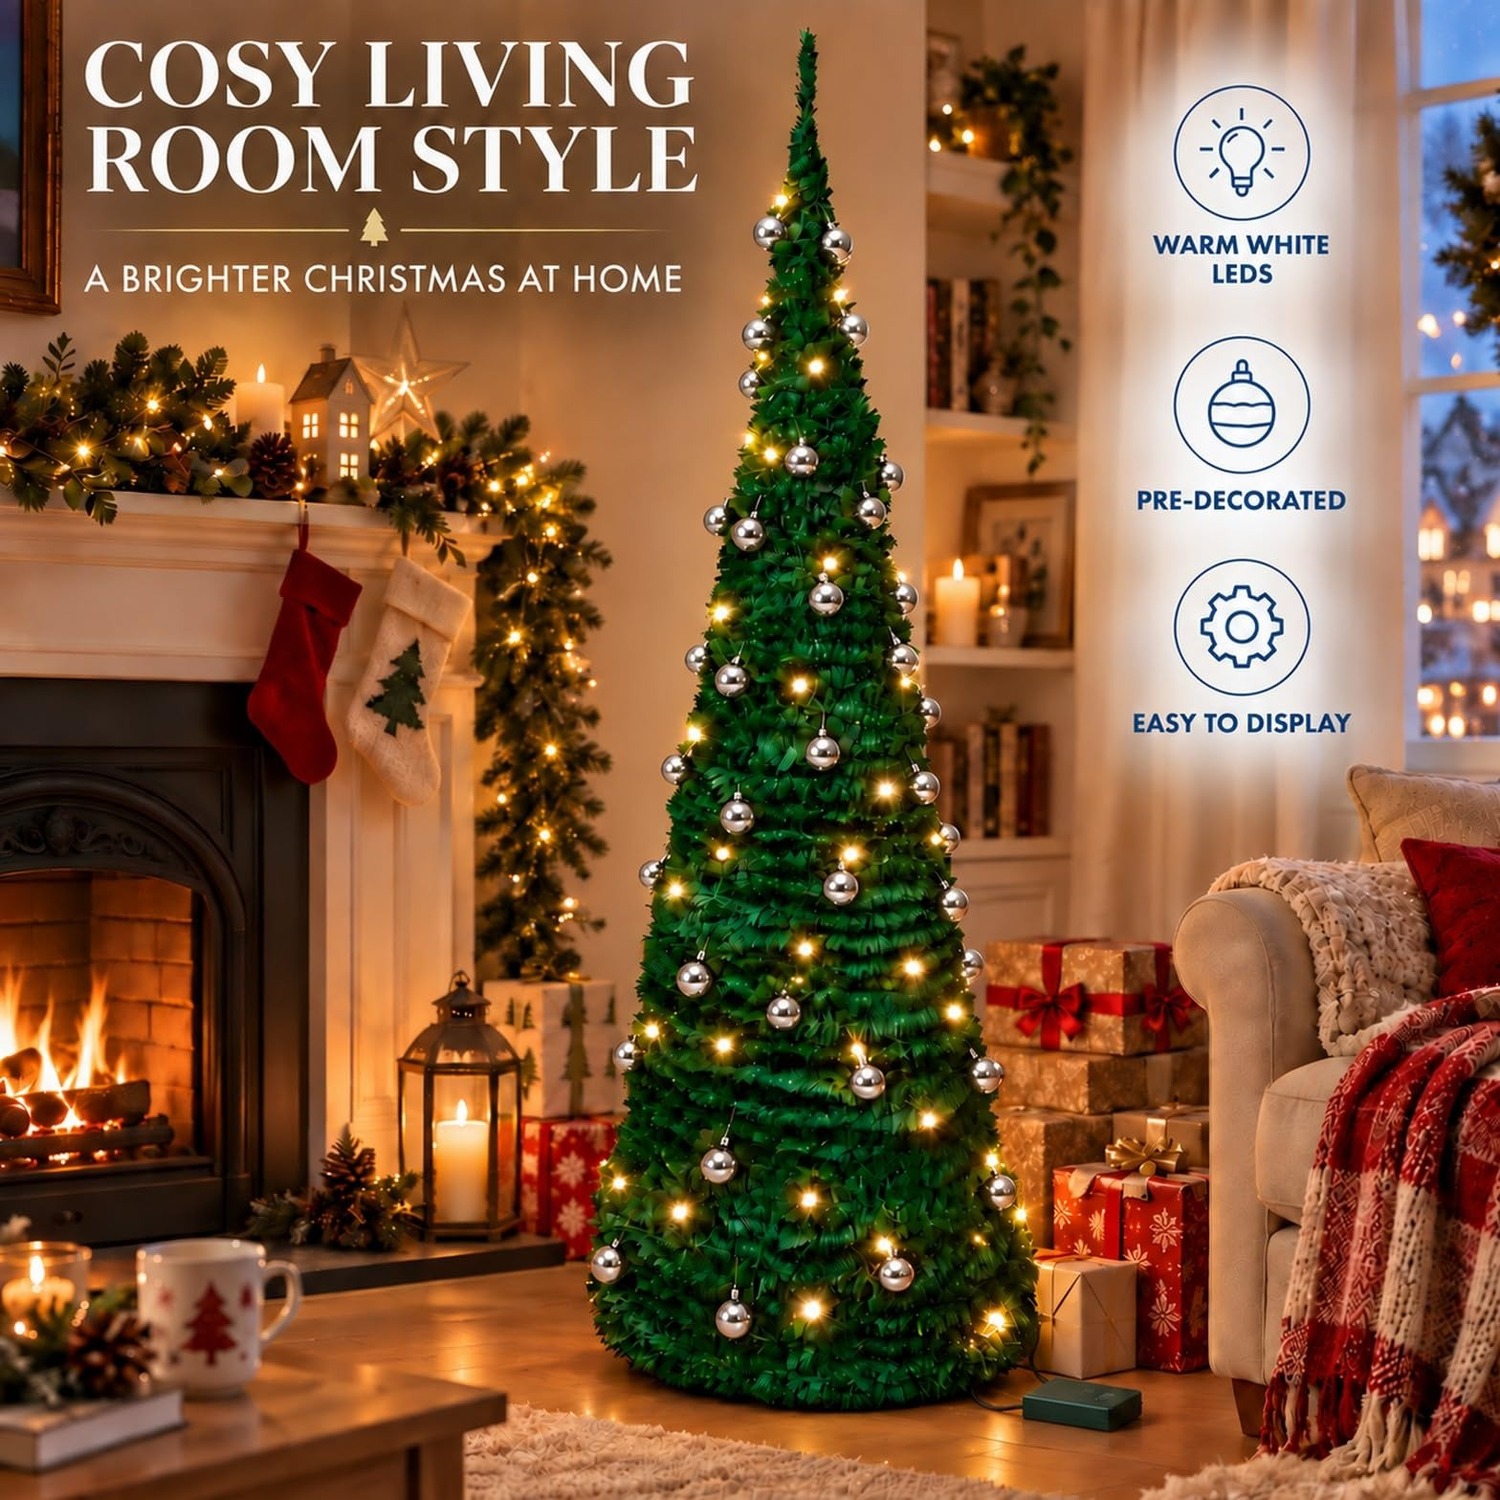 COSY LIVING
ROOM STYLE
A BRIGHTER CHRISTMAS AT HOME
WARM WHITE
LEDS
PRE-DECORATED
EASY TO DISPLAY